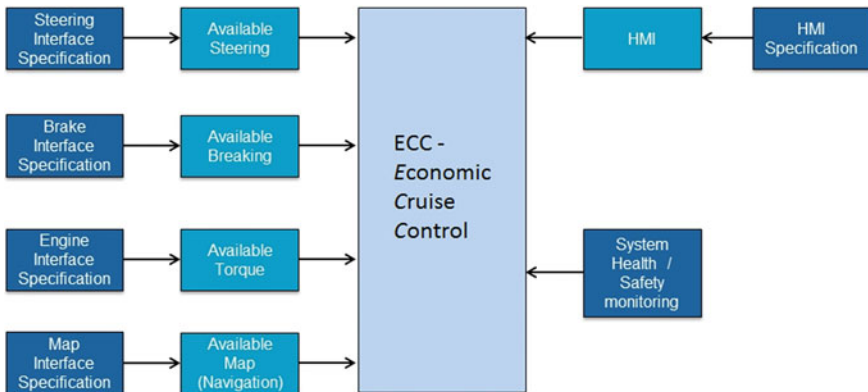 Steering
Interface
Specification
Available
Steering
HMI
HMI
Specification
Brake
Interface
Specification
Available
Breaking
ECC -
Economic
Cruise
Control
Engine
Interface
Specification
Available
Torque
System
Health /
Safety
monitoring
Map
Interface
Specification
Available
Map
(Navigation)